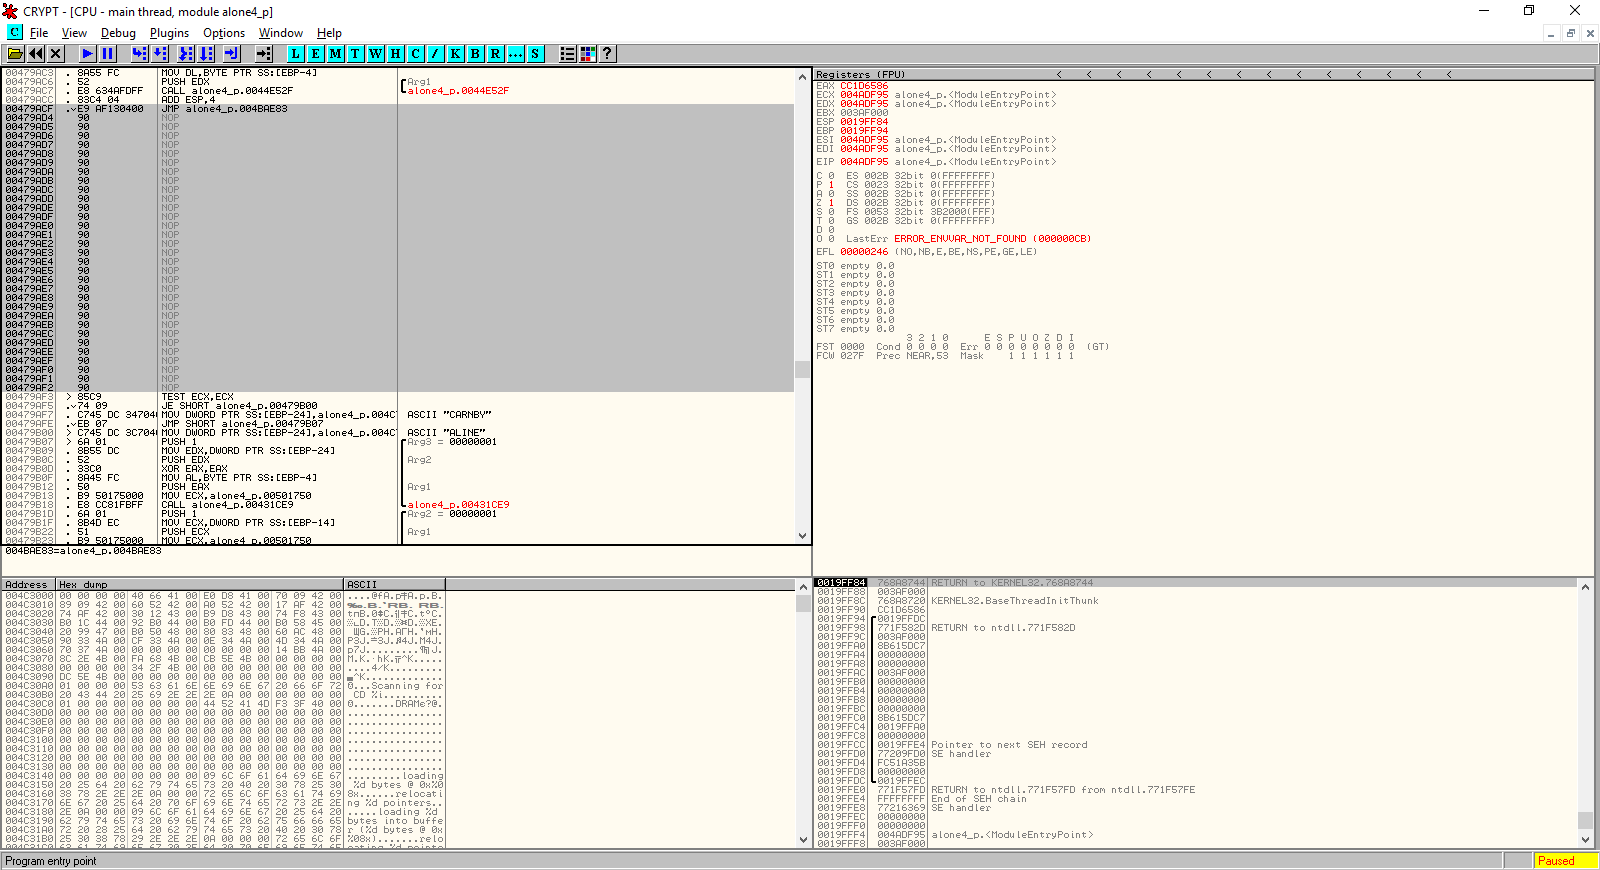 CRYPT - [CPU - main thread, module alone4_p]
C File View Debug Plugins Options Window Help
L E M T W H C / K B R ... S ?
00479AC3 . 8A55 FC MOV DL,BYTE PTR SS:[EBP-4]
00479AC6 . 52 PUSH EDX Arg1
00479AC7 . E8 634AFDFF CALL alone4_p.0044E52F alone4_p.0044E52F
00479ACC . 83C4 04 ADD ESP,4
00479ACF .vE9 AF130400 JMP alone4_p.004BAE83
00479AD4 90 NOP
00479AD5 90 NOP
00479AD6 90 NOP
00479AD7 90 NOP
00479AD8 90 NOP
00479AD9 90 NOP
00479ADA 90 NOP
00479ADB 90 NOP
00479ADC 90 NOP
00479ADD 90 NOP
00479ADE 90 NOP
00479ADF 90 NOP
00479AE0 90 NOP
00479AE1 90 NOP
00479AE2 90 NOP
00479AE3 90 NOP
00479AE4 90 NOP
00479AE5 90 NOP
00479AE6 90 NOP
00479AE7 90 NOP
00479AE8 90 NOP
00479AE9 90 NOP
00479AEA 90 NOP
00479AEB 90 NOP
00479AEC 90 NOP
00479AED 90 NOP
00479AEE 90 NOP
00479AEF 90 NOP
00479AF0 90 NOP
00479AF1 90 NOP
00479AF2 90 NOP
00479AF3 > 85C9 TEST ECX,ECX
00479AF5 .v74 09 JE SHORT alone4_p.00479B00
00479AF7 . C745 DC 34704 MOV DWORD PTR SS:[EBP-24],alone4_p.004C ASCII "CARNBY"
00479AFE .vEB 07 JMP SHORT alone4_p.00479B07
00479B00 > C745 DC 3C704 MOV DWORD PTR SS:[EBP-24],alone4_p.004C ASCII "ALINE"
00479B07 > 6A 01 PUSH 1 Arg3 = 00000001
00479B09 . 8B55 DC MOV EDX,DWORD PTR SS:[EBP-24]
00479B0C . 52 PUSH EDX Arg2
00479B0D . 33C0 XOR EAX,EAX
00479B0F . 8A45 FC MOV AL,BYTE PTR SS:[EBP-4]
00479B12 . 50 PUSH EAX Arg1
00479B13 . B9 50175000 MOV ECX,alone4_p.00501750
00479B18 . E8 CC81FBFF CALL alone4_p.00431CE9 alone4_p.00431CE9
00479B1D . 6A 01 PUSH 1 Arg2 = 00000001
00479B1F . 8B4D EC MOV ECX,DWORD PTR SS:[EBP-14]
00479B22 . 51 PUSH ECX Arg1
00479B23 . B9 50175000 MOV ECX,alone4_p.00501750
004BAE83=alone4_p.004BAE83
Registers (FPU) < < < < < < < < < < < < < <
EAX CC1D6586
ECX 004ADF95 alone4_p.<ModuleEntryPoint>
EDX 004ADF95 alone4_p.<ModuleEntryPoint>
EBX 003AF000
ESP 0019FF84
EBP 0019FF94
ESI 004ADF95 alone4_p.<ModuleEntryPoint>
EDI 004ADF95 alone4_p.<ModuleEntryPoint>
EIP 004ADF95 alone4_p.<ModuleEntryPoint>
C 0 ES 002B 32bit 0(FFFFFFFF)
P 1 CS 0023 32bit 0(FFFFFFFF)
A 0 SS 002B 32bit 0(FFFFFFFF)
Z 1 DS 002B 32bit 0(FFFFFFFF)
S 0 FS 0053 32bit 3B2000(FFF)
T 0 GS 002B 32bit 0(FFFFFFFF)
D 0
O 0 LastErr ERROR_ENVVAR_NOT_FOUND (000000CB)
EFL 00000246 (NO,NB,E,BE,NS,PE,GE,LE)
ST0 empty 0.0
ST1 empty 0.0
ST2 empty 0.0
ST3 empty 0.0
ST4 empty 0.0
ST5 empty 0.0
ST6 empty 0.0
ST7 empty 0.0
3 2 1 0 E S P U O Z D I
FST 0000 Cond 0 0 0 0 Err 0 0 0 0 0 0 0 0 (GT)
FCW 027F Prec NEAR,53 Mask 1 1 1 1 1 1
Address Hex dump ASCII
004C3000 00 00 00 00 40 66 41 00 E0 D8 41 00 70 09 42 00
004C3010 89 09 42 00 60 52 42 00 A0 52 42 00 17 AF 42 00
004C3020 74 AF 42 00 30 12 43 00 B9 D8 43 00 74 F8 43 00
004C3030 B0 1C 44 00 92 B0 44 00 B0 FD 44 00 B0 58 45 00
004C3040 20 99 47 00 B0 50 48 00 80 83 48 00 60 AC 48 00
004C3050 90 33 4A 00 CF 33 4A 00 0E 34 4A 00 4D 34 4A 00
004C3060 70 37 4A 00 00 00 00 00 00 00 00 00 14 BB 4A 00
004C3070 8C 2E 4B 00 FA 68 4B 00 CB 5E 4B 00 00 00 00 00
004C3080 00 00 00 00 34 2F 4B 00 00 00 00 00 00 00 00 00
004C3090 DC 5E 4B 00 00 00 00 00 00 00 00 00 00 00 00 00
004C30A0 01 00 00 00 53 63 61 6E 6E 69 6E 67 20 66 6F 72 ....Scanning for
004C30B0 20 43 44 20 25 69 2E 2E 2E 0A 00 00 00 00 00 00 CD %i..........
004C30C0 01 00 00 00 00 00 00 00 44 52 41 4D F3 3F 40 00
004C30D0 00 00 00 00 00 00 00 00 00 00 00 00 00 00 00 00 ................
004C30E0 00 00 00 00 00 00 00 00 00 00 00 00 00 00 00 00 ................
004C30F0 00 00 00 00 00 00 00 00 00 00 00 00 00 00 00 00 ................
004C3100 00 00 00 00 00 00 00 00 00 00 00 00 00 00 00 00 ................
004C3110 00 00 00 00 00 00 00 00 00 00 00 00 00 00 00 00 ................
004C3120 00 00 00 00 00 00 00 00 00 00 00 00 00 00 00 00 ................
004C3130 00 00 00 00 00 00 00 00 00 00 00 00 00 00 00 00 ................
004C3140 00 00 00 00 00 00 00 00 09 6C 6F 61 64 69 6E 67 .........loading
004C3150 20 25 64 20 62 79 74 65 73 20 40 20 30 78 25 30 %d bytes @ 0x%0
004C3160 38 78 2E 2E 2E 0A 00 00 72 65 6C 6F 63 61 74 69 8x......relocati
004C3170 6E 67 20 25 64 20 70 6F 69 6E 74 65 72 73 2E 2E ng %d pointers..
004C3180 2E 0A 00 00 09 6C 6F 61 64 69 6E 67 20 25 64 20 .....loading %d
004C3190 62 79 74 65 73 20 69 6E 74 6F 20 62 75 66 66 65 bytes into buffe
004C31A0 72 20 28 25 64 20 62 79 74 65 73 20 40 20 30 78 r (%d bytes @ 0x
004C31B0 25 30 38 78 29 2E 2E 2E 0A 00 00 00 72 65 6C 6F %08x).......relo
0019FF84 768A8744 RETURN to KERNEL32.768A8744
0019FF88 003AF000
0019FF8C 768A8720 KERNEL32.BaseThreadInitThunk
0019FF90 CC1D6586
0019FF94 0019FFDC
0019FF98 771F582D RETURN to ntdll.771F582D
0019FF9C 003AF000
0019FFA0 8B615DC7
0019FFA4 00000000
0019FFA8 00000000
0019FFAC 003AF000
0019FFB0 00000000
0019FFB4 00000000
0019FFB8 00000000
0019FFBC 00000000
0019FFC0 8B615DC7
0019FFC4 0019FFA0
0019FFC8 00000000
0019FFCC 0019FFE4 Pointer to next SEH record
0019FFD0 77209FD0 SE handler
0019FFD4 FC51A35B
0019FFD8 00000000
0019FFDC 0019FFEC
0019FFE0 771F57FD RETURN to ntdll.771F57FD from ntdll.771F57FE
0019FFE4 FFFFFFFF End of SEH chain
0019FFE8 77216369 SE handler
0019FFEC 00000000
0019FFF0 00000000
0019FFF4 004ADF95 alone4_p.<ModuleEntryPoint>
0019FFF8 003AF000
Program entry point
Paused